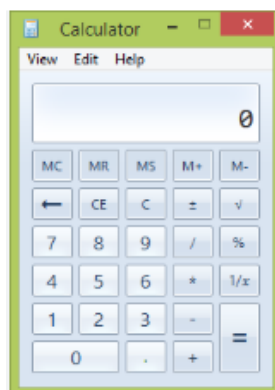 Calculator
View Edit Help
0
MC MR MS M+ M-
← CE C ± √
7 8 9 / %
4 5 6 * 1/x
1 2 3 - =
0 . +